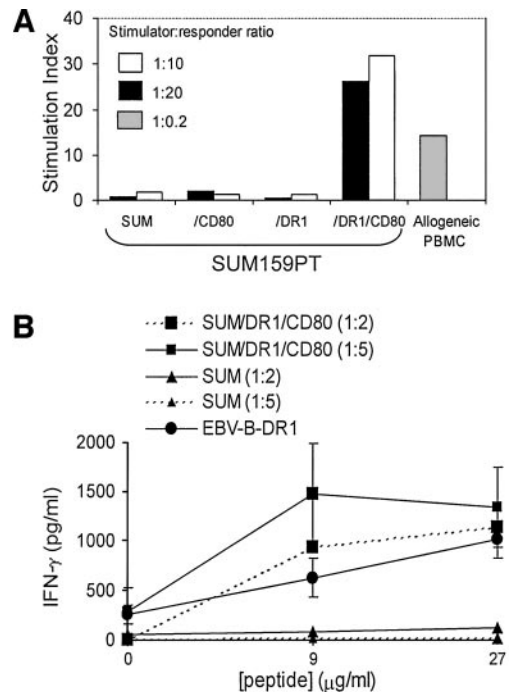 A
Stimulation Index
40
30
20
10
0
Stimulator:responder ratio
1:10
1:20
1:0.2
SUM /CD80 /DR1 /DR1/CD80 Allogeneic
PBMC
SUM159PT
B
SUM/DR1/CD80 (1:2)
SUM/DR1/CD80 (1:5)
SUM (1:2)
SUM (1:5)
EBV-B-DR1
IFN-γ (pg/ml)
2000
1500
1000
500
0
0 9 27
[peptide] (μg/ml)